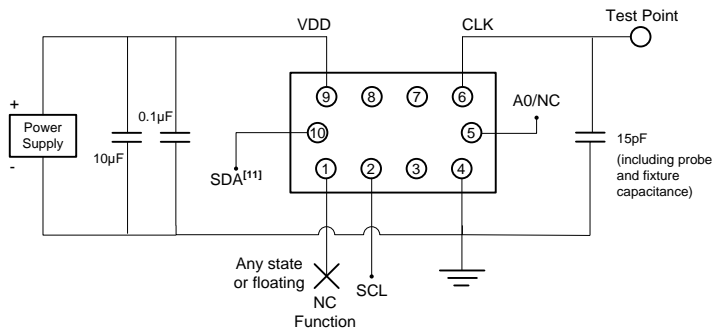 VDD
CLK
Test Point
+
Power
Supply
-
10µF
0.1µF
9
8
7
6
10
5
1
2
3
4
A0/NC
SDA[11]
15pF
(including probe
and fixture
capacitance)
Any state
or floating
NC
Function
SCL